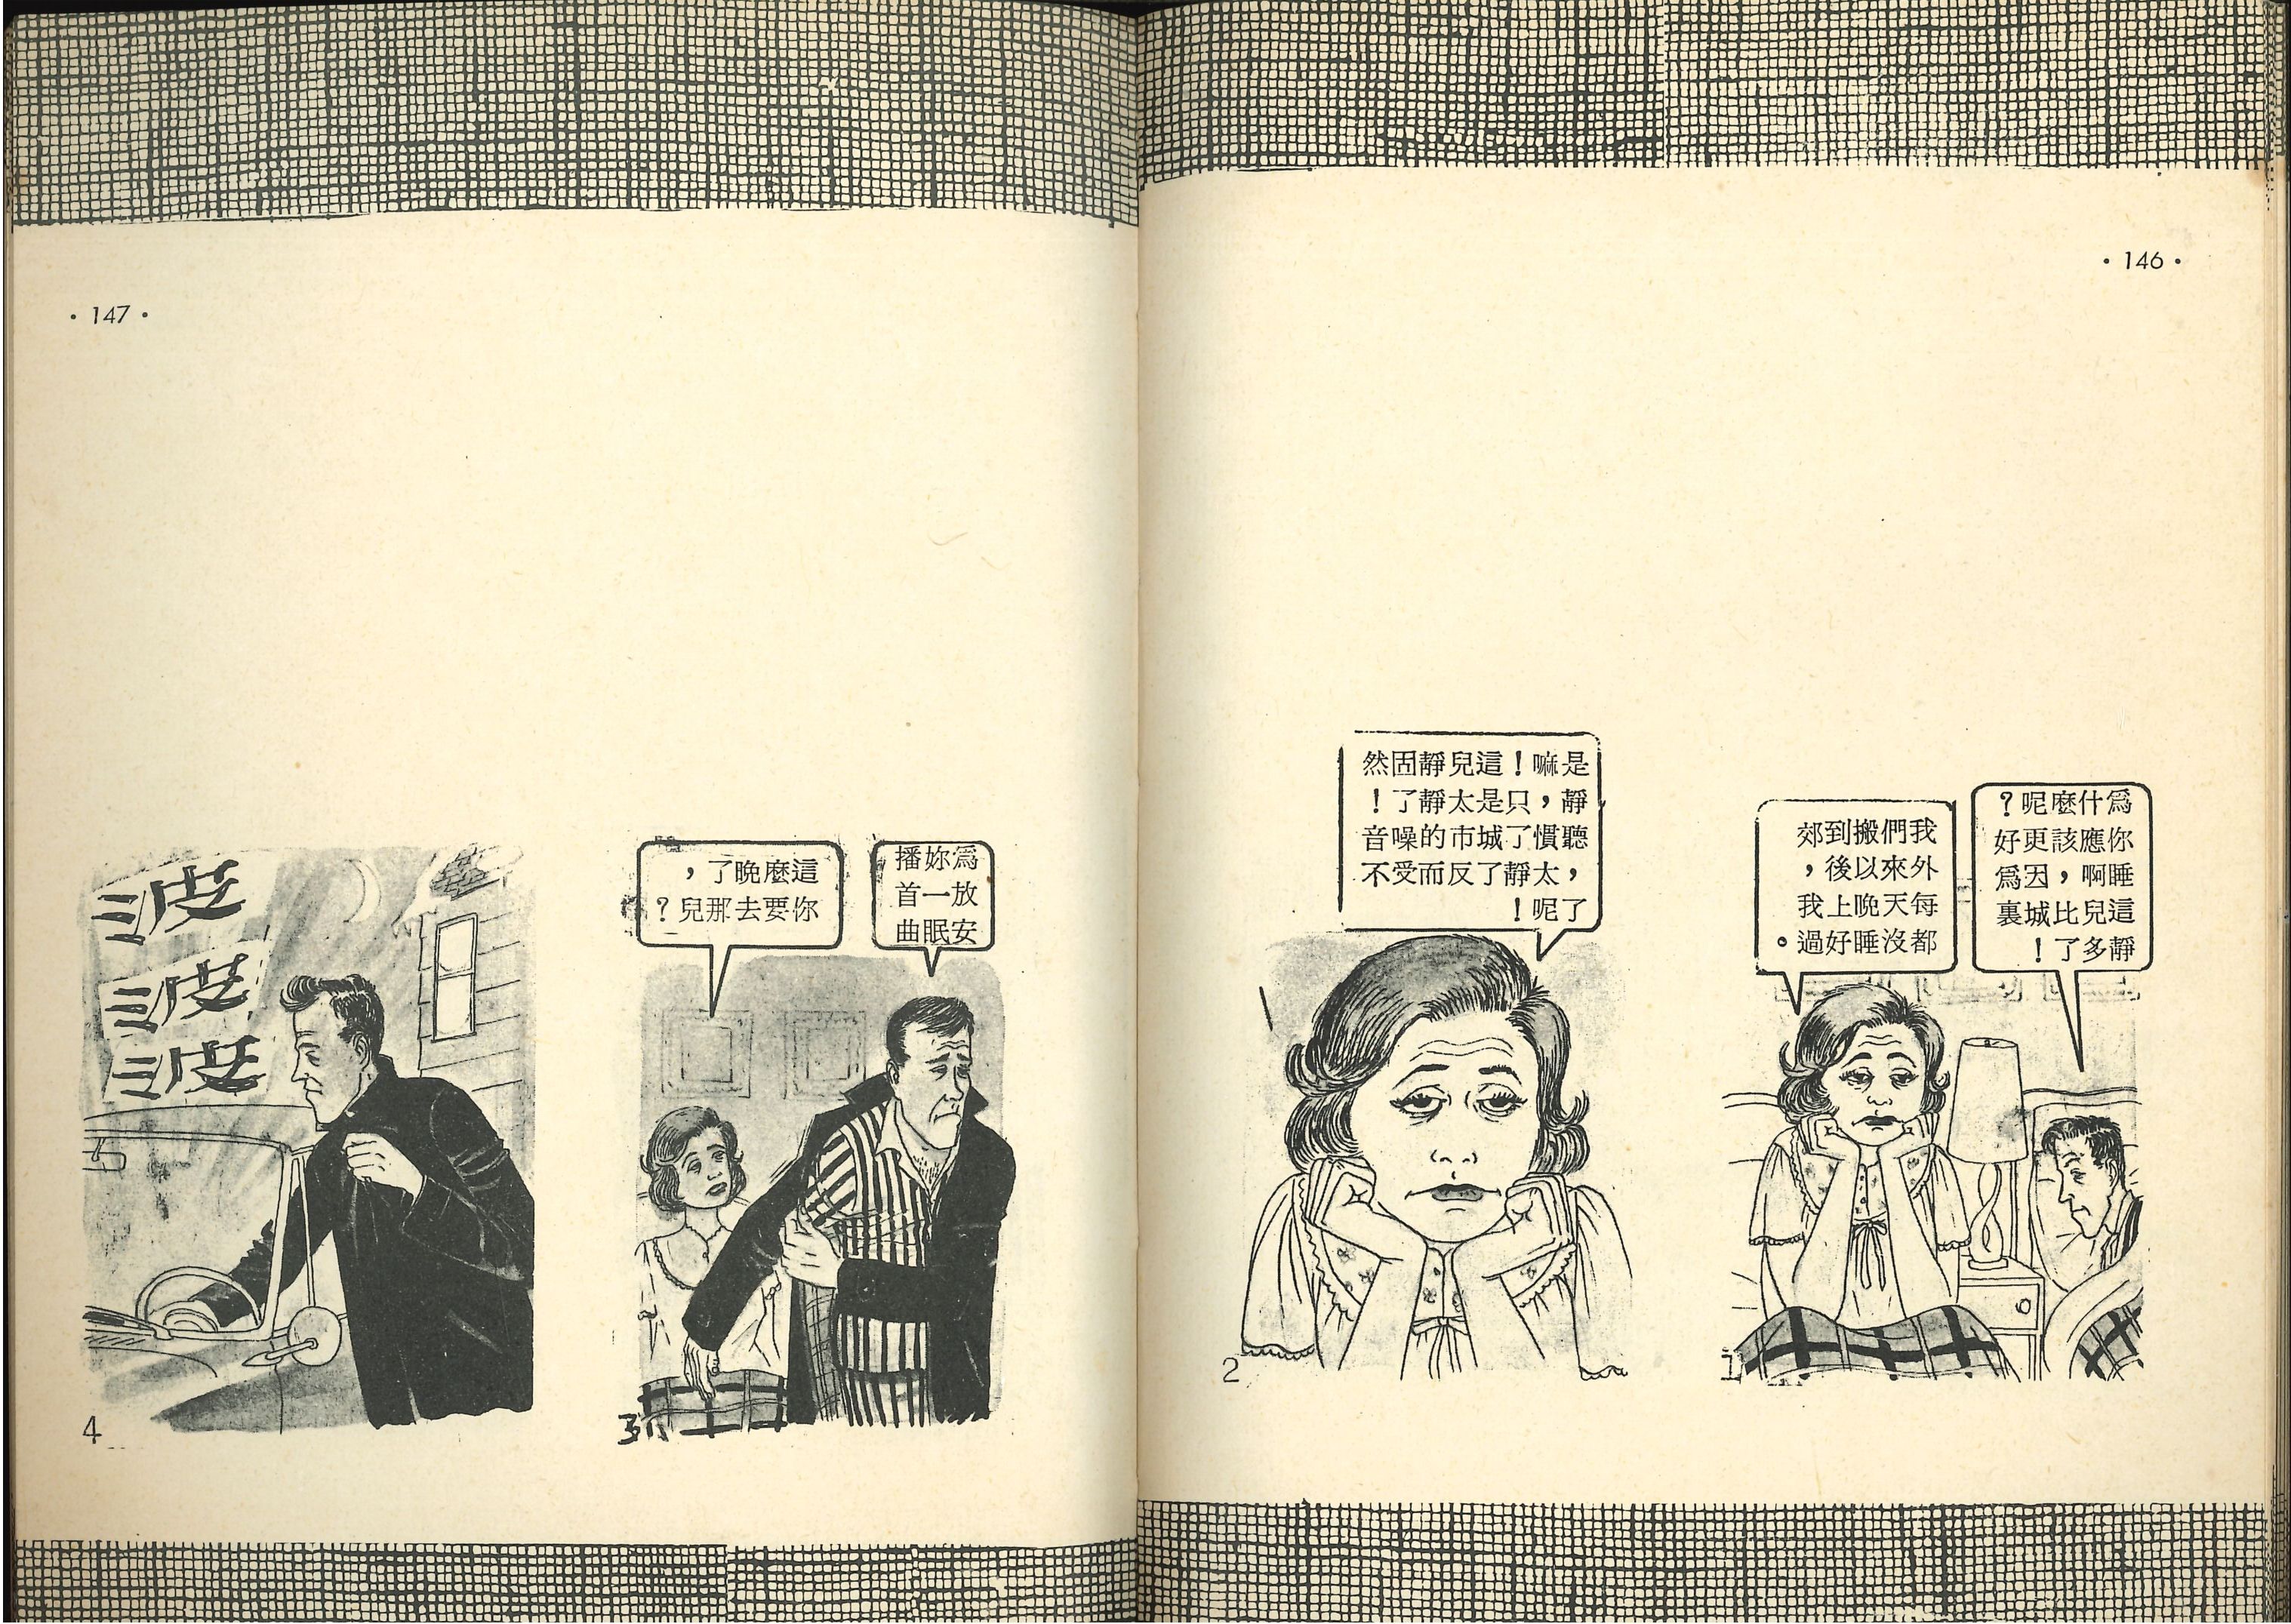 • 146 •
我們搬到郊
外來以後，
每天晚上我
都沒睡好過。
爲什麼呢？
你應該更好
睡啊，因爲
這兒比城裏
靜多了！
1
是嘛！這兒靜固然
靜，只是太靜了！
聽慣了城市的噪音
，太靜了反而受不
了呢！
2
• 147 •
這麼晚了，
你要去那兒？
爲妳播
放一首
安眠曲
3
波
波
波
4